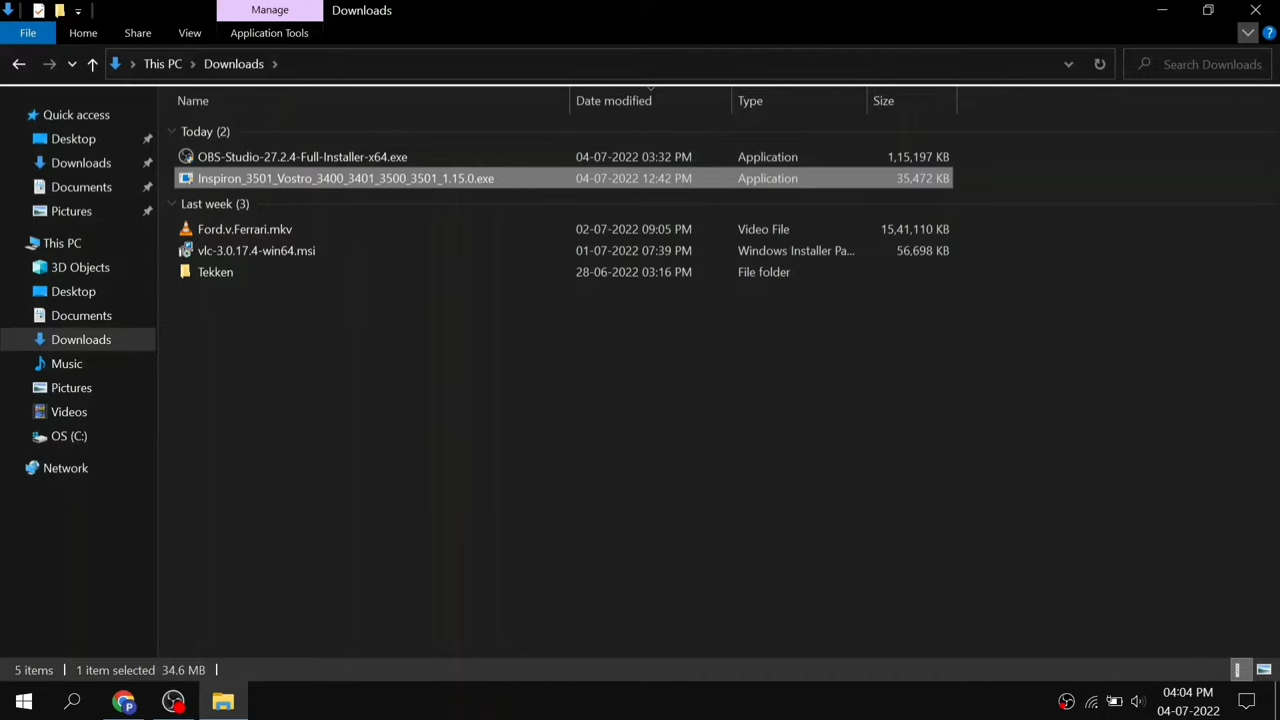 Manage
Downloads
File
Home
Share
View
Application Tools
This PC
Downloads
Search Downloads
Name
Date modified
Type
Size
Quick access
Desktop
Downloads
Documents
Pictures
This PC
3D Objects
Desktop
Documents
Downloads
Music
Pictures
Videos
OS (C:)
Network
Today (2)
OBS-Studio-27.2.4-Full-Installer-x64.exe 04-07-2022 03:32 PM Application 1,15,197 KB
Inspiron_3501_Vostro_3400_3401_3500_3501_1.15.0.exe 04-07-2022 12:42 PM Application 35,472 KB
Last week (3)
Ford.v.Ferrari.mkv 02-07-2022 09:05 PM Video File 15,41,110 KB
vlc-3.0.17.4-win64.msi 01-07-2022 07:39 PM Windows Installer Pa... 56,698 KB
Tekken 28-06-2022 03:16 PM File folder
5 items 1 item selected 34.6 MB
04:04 PM
04-07-2022